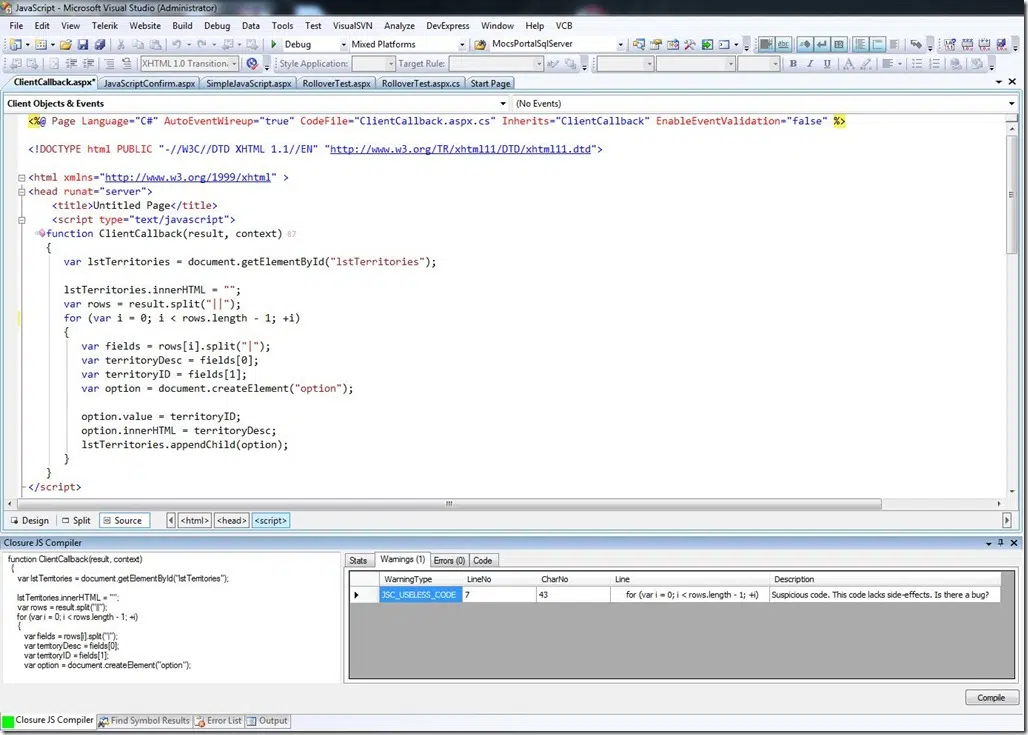 JavaScript - Microsoft Visual Studio (Administrator)
File Edit View Telerik Website Build Debug Data Tools Test VisualSVN Analyze DevExpress Window Help VCB
Debug Mixed Platforms MocsPortalSqlServer
XHTML 1.0 Transition Style Application: Target Rule: B I U A
ClientCallback.aspx* JavaScriptConfirm.aspx SimpleJavaScript.aspx RolloverTest.aspx RolloverTest.aspx.cs Start Page
Client Objects & Events (No Events)
<%@ Page Language="C#" AutoEventWireup="true" CodeFile="ClientCallback.aspx.cs" Inherits="ClientCallback" EnableEventValidation="false" %>
<!DOCTYPE html PUBLIC "-//W3C//DTD XHTML 1.1//EN" "http://www.w3.org/TR/xhtml11/DTD/xhtml11.dtd">
<html xmlns="http://www.w3.org/1999/xhtml" >
<head runat="server">
<title>Untitled Page</title>
<script type="text/javascript">
function ClientCallback(result, context) 87
{
var lstTerritories = document.getElementById("lstTerritories");
lstTerritories.innerHTML = "";
var rows = result.split("||");
for (var i = 0; i < rows.length - 1; +i)
{
var fields = rows[i].split("|");
var territoryDesc = fields[0];
var territoryID = fields[1];
var option = document.createElement("option");
option.value = territoryID;
option.innerHTML = territoryDesc;
lstTerritories.appendChild(option);
}
}
</script>
Design Split Source <html> <head> <script>
Closure JS Compiler
function ClientCallback(result, context)
{
var lstTerritories = document.getElementById("lstTerritories");
lstTerritories.innerHTML = "";
var rows = result.split("||");
for (var i = 0; i < rows.length - 1; +i)
{
var fields = rows[i].split("|");
var territoryDesc = fields[0];
var territoryID = fields[1];
var option = document.createElement("option");
Stats Warnings (1) Errors (0) Code
WarningType LineNo CharNo Line Description
JSC_USELESS_CODE 7 43 for (var i = 0; i < rows.length - 1; +i) Suspicious code. This code lacks side-effects. Is there a bug?
Compile
Closure JS Compiler Find Symbol Results Error List Output